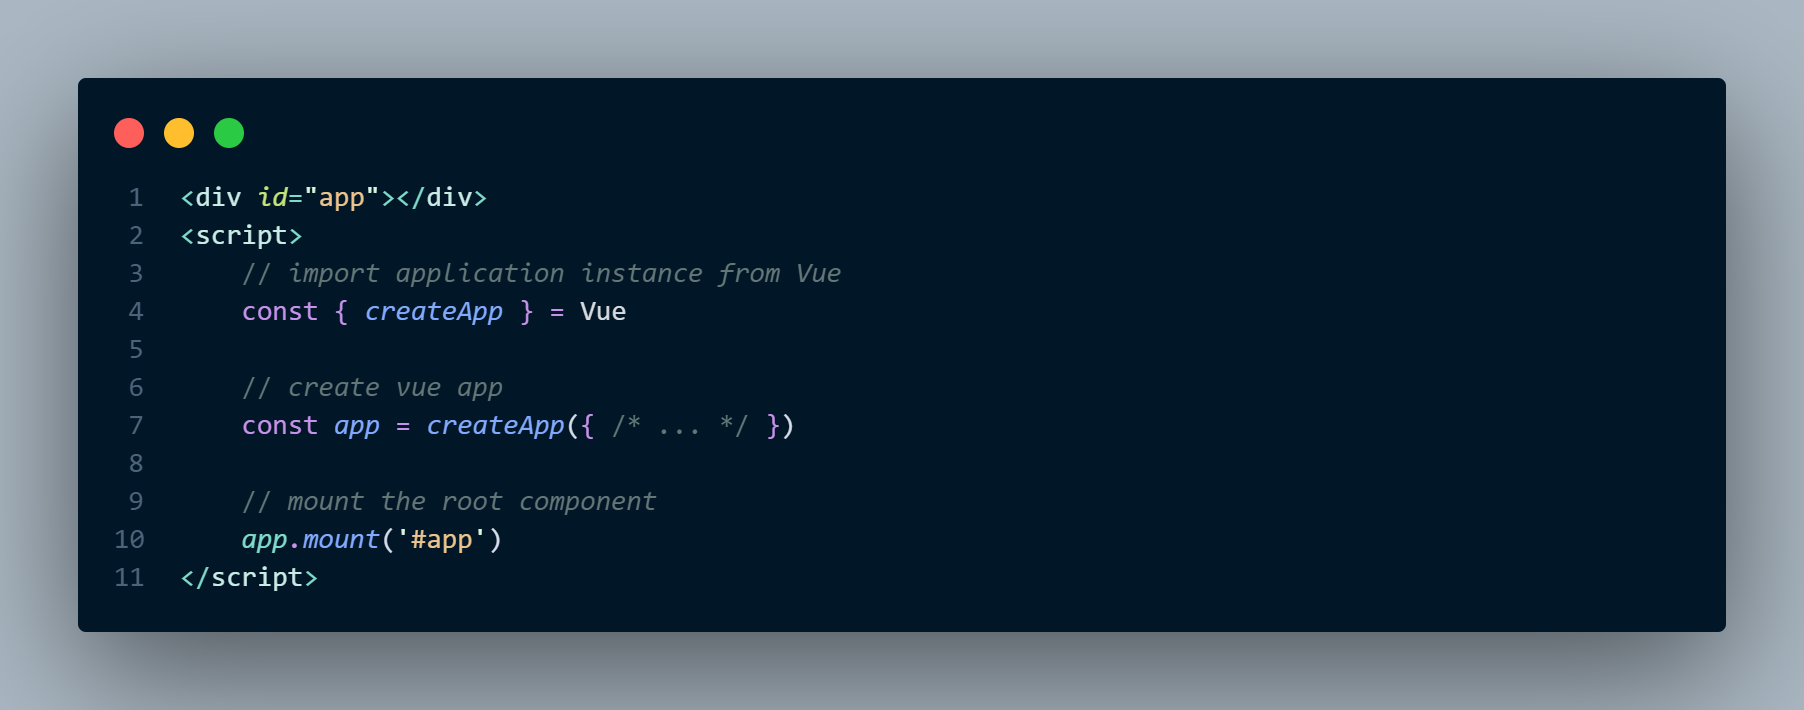 1 <div id="app"></div>
2 <script>
3 // import application instance from Vue
4 const { createApp } = Vue
5
6 // create vue app
7 const app = createApp({ /* ... */ })
8
9 // mount the root component
10 app.mount('#app')
11 </script>